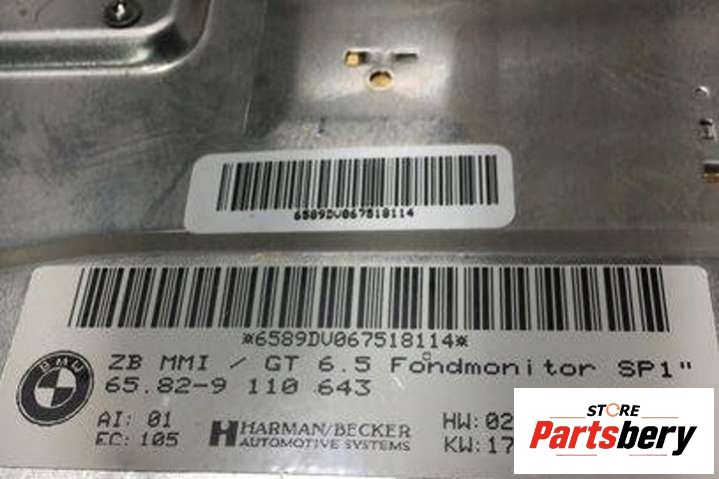 6589DV067518114
*6589DV067518114*
BMW
ZB MMI / GT 6.5 Fondmonitor SP1"
65.82-9 110 643
AI: 01
EC: 105
HARMAN/BECKER
AUTOMOTIVE SYSTEMS
HW: 02
KW: 17
STORE
Partsbery